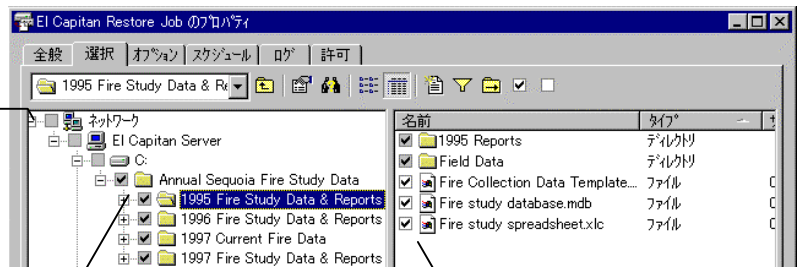 El Capitan Restore Job のプロパティ
全般 選択 オプション スケジュール ログ 許可
1995 Fire Study Data & Re
ネットワーク
El Capitan Server
C:
Annual Sequoia Fire Study Data
1995 Fire Study Data & Reports
1996 Fire Study Data & Reports
1997 Current Fire Data
1997 Fire Study Data & Reports
名前 タイプ
1995 Reports ディレクトリ
Field Data ディレクトリ
Fire Collection Data Template... ファイル
Fire study database.mdb ファイル
Fire study spreadsheet.xlc ファイル